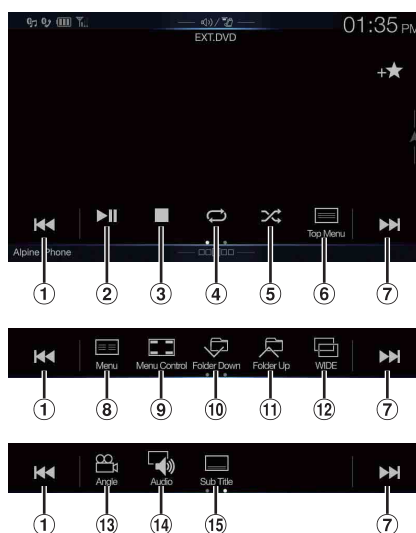 01:35 PM
EXT.DVD
Top Menu
Alpine Phone
① ② ③ ④ ⑤ ⑥ ⑦
Menu Menu Control Folder Down Folder Up WIDE
① ⑧ ⑨ ⑩ ⑪ ⑫ ⑦
Angle Audio Sub Title
① ⑬ ⑭ ⑮ ⑦